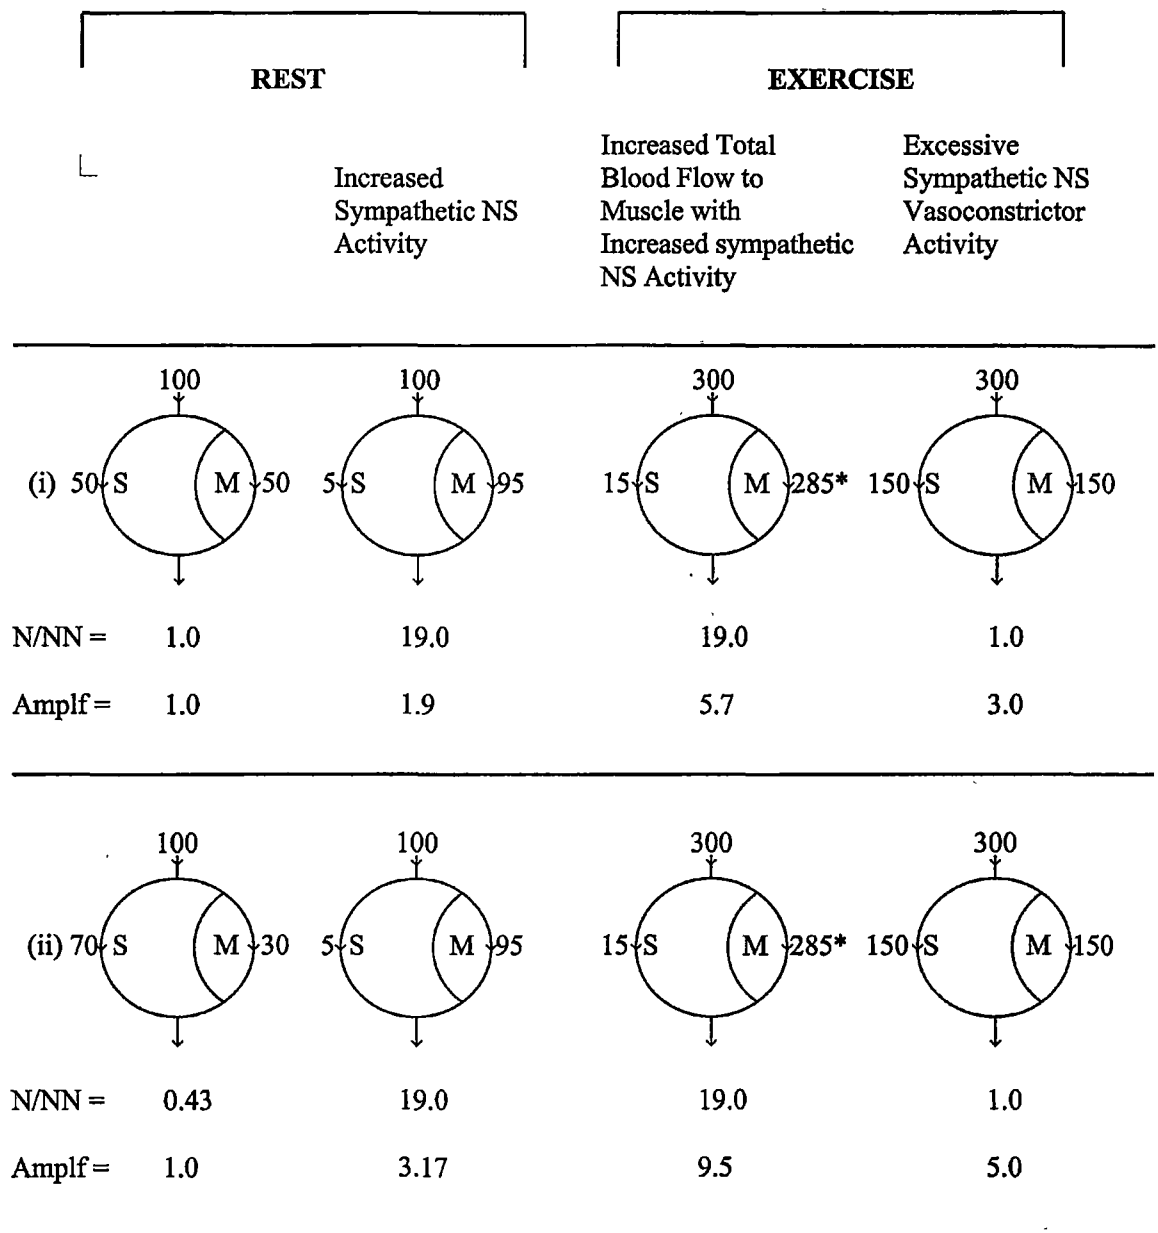 REST EXERCISE
Increased Total Excessive
Increased Blood Flow to Sympathetic NS
Sympathetic NS Muscle with Vasoconstrictor
Activity Increased sympathetic Activity
NS Activity
100 100 300 300
(i) 50 S M 50 5 S M 95 15 S M 285* 150 S M 150
N/NN = 1.0 19.0 19.0 1.0
Amplf = 1.0 1.9 5.7 3.0
100 100 300 300
(ii) 70 S M 30 5 S M 95 15 S M 285* 150 S M 150
N/NN = 0.43 19.0 19.0 1.0
Amplf = 1.0 3.17 9.5 5.0